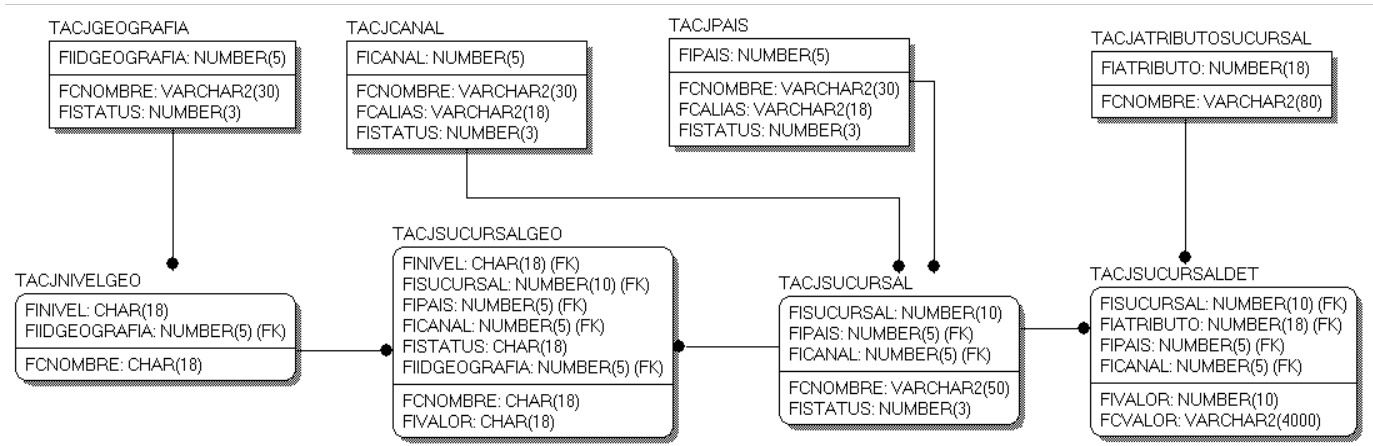 TACJGEOGRAFIA
FIIDGEOGRAFIA: NUMBER(5)
FCNOMBRE: VARCHAR2(30)
FISTATUS: NUMBER(3)
TACJCANAL
FICANAL: NUMBER(5)
FCNOMBRE: VARCHAR2(30)
FCALIAS: VARCHAR2(18)
FISTATUS: NUMBER(3)
TACJPAIS
FIPAIS: NUMBER(5)
FCNOMBRE: VARCHAR2(30)
FCALIAS: VARCHAR2(18)
FISTATUS: NUMBER(3)
TACJATRIBUTOSUCURSAL
FIATRIBUTO: NUMBER(18)
FCNOMBRE: VARCHAR2(80)
TACJNIVELGEO
FINIVEL: CHAR(18)
FIIDGEOGRAFIA: NUMBER(5) (FK)
FCNOMBRE: CHAR(18)
TACJSUCURSALGEO
FINIVEL: CHAR(18) (FK)
FISUCURSAL: NUMBER(10) (FK)
FIPAIS: NUMBER(5) (FK)
FICANAL: NUMBER(5) (FK)
FISTATUS: CHAR(18)
FIIDGEOGRAFIA: NUMBER(5) (FK)
FCNOMBRE: CHAR(18)
FIVALOR: CHAR(18)
TACJSUCURSAL
FISUCURSAL: NUMBER(10)
FIPAIS: NUMBER(5) (FK)
FICANAL: NUMBER(5) (FK)
FCNOMBRE: VARCHAR2(50)
FISTATUS: NUMBER(3)
TACJSUCURSALDET
FISUCURSAL: NUMBER(10) (FK)
FIATRIBUTO: NUMBER(18) (FK)
FIPAIS: NUMBER(5) (FK)
FICANAL: NUMBER(5) (FK)
FIVALOR: NUMBER(10)
FCVALOR: VARCHAR2(4000)